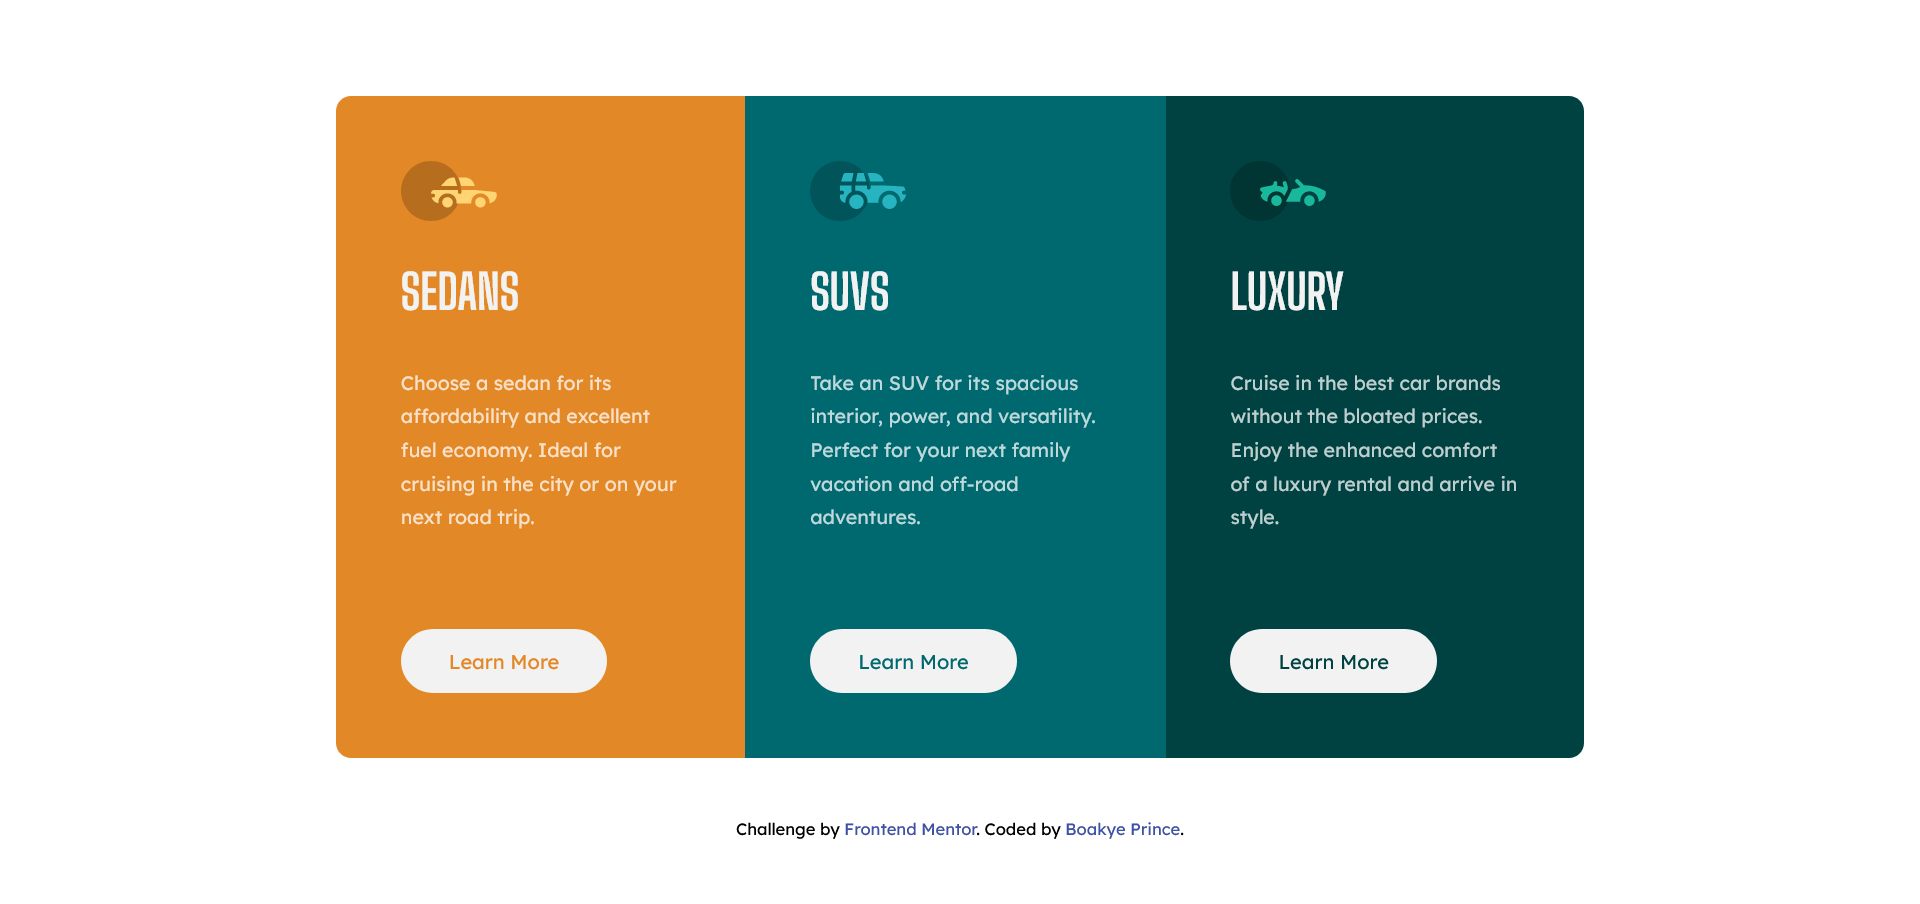 SEDANS
Choose a sedan for its
affordability and excellent
fuel economy. Ideal for
cruising in the city or on your
next road trip.
Learn More
SUVS
Take an SUV for its spacious
interior, power, and versatility.
Perfect for your next family
vacation and off-road
adventures.
Learn More
LUXURY
Cruise in the best car brands
without the bloated prices.
Enjoy the enhanced comfort
of a luxury rental and arrive in
style.
Learn More
Challenge by Frontend Mentor. Coded by Boakye Prince.